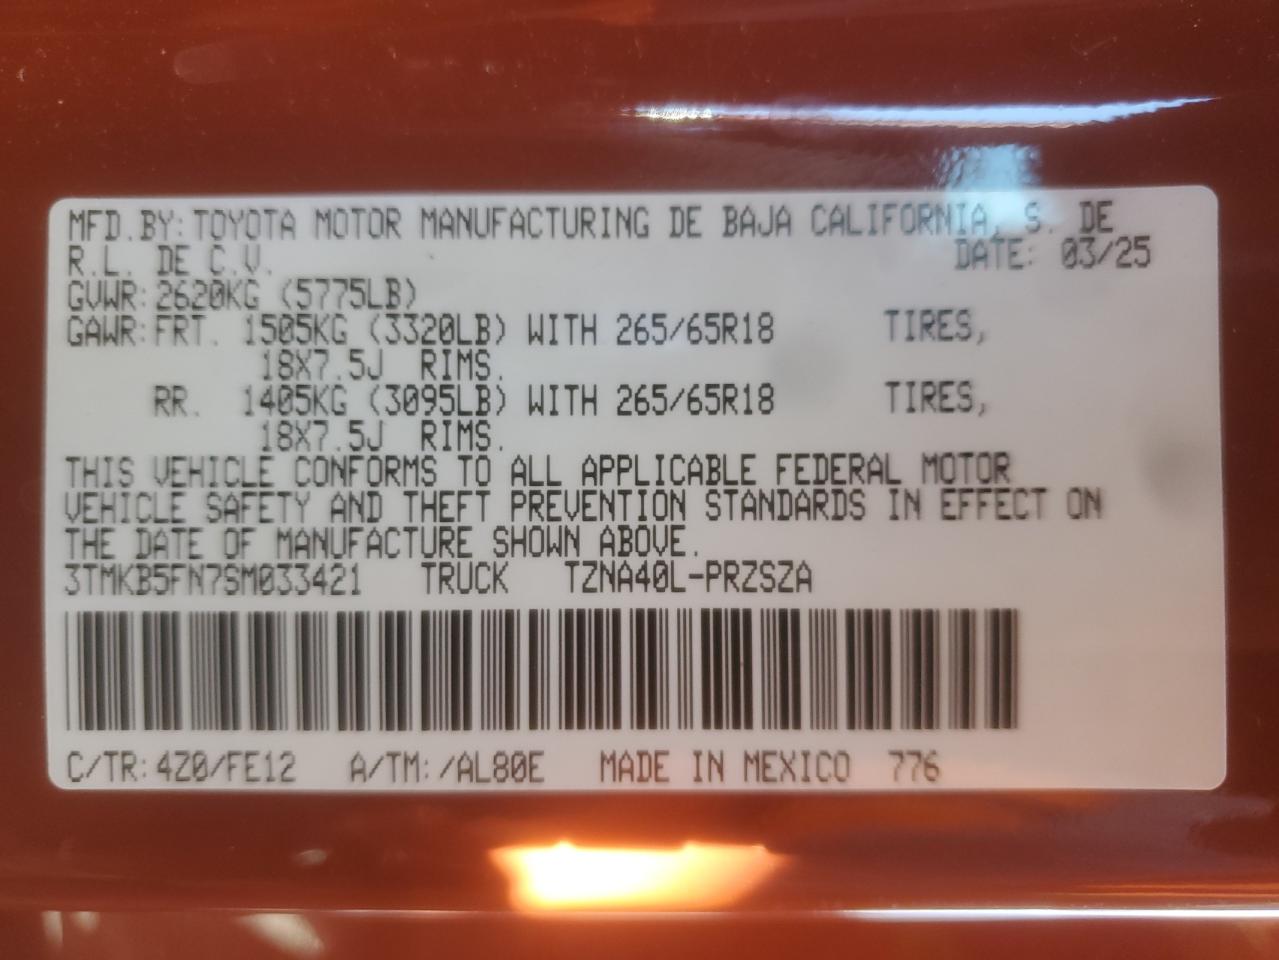 MFD.BY: TOYOTA MOTOR MANUFACTURING DE BAJA CALIFORNIA, S. DE
R.L. DE C.V. DATE: 03/25
GVWR: 2620KG (5775LB)
GAWR: FRT. 1505KG (3320LB) WITH 265/65R18 TIRES,
18X7.5J RIMS.
RR. 1405KG (3095LB) WITH 265/65R18 TIRES,
18X7.5J RIMS.
THIS VEHICLE CONFORMS TO ALL APPLICABLE FEDERAL MOTOR
VEHICLE SAFETY AND THEFT PREVENTION STANDARDS IN EFFECT ON
THE DATE OF MANUFACTURE SHOWN ABOVE.
3TMKB5FN7SM033421 TRUCK TZNA40L-PRZSZA
C/TR: 4Z0/FE12 A/TM: /AL80E MADE IN MEXICO 776